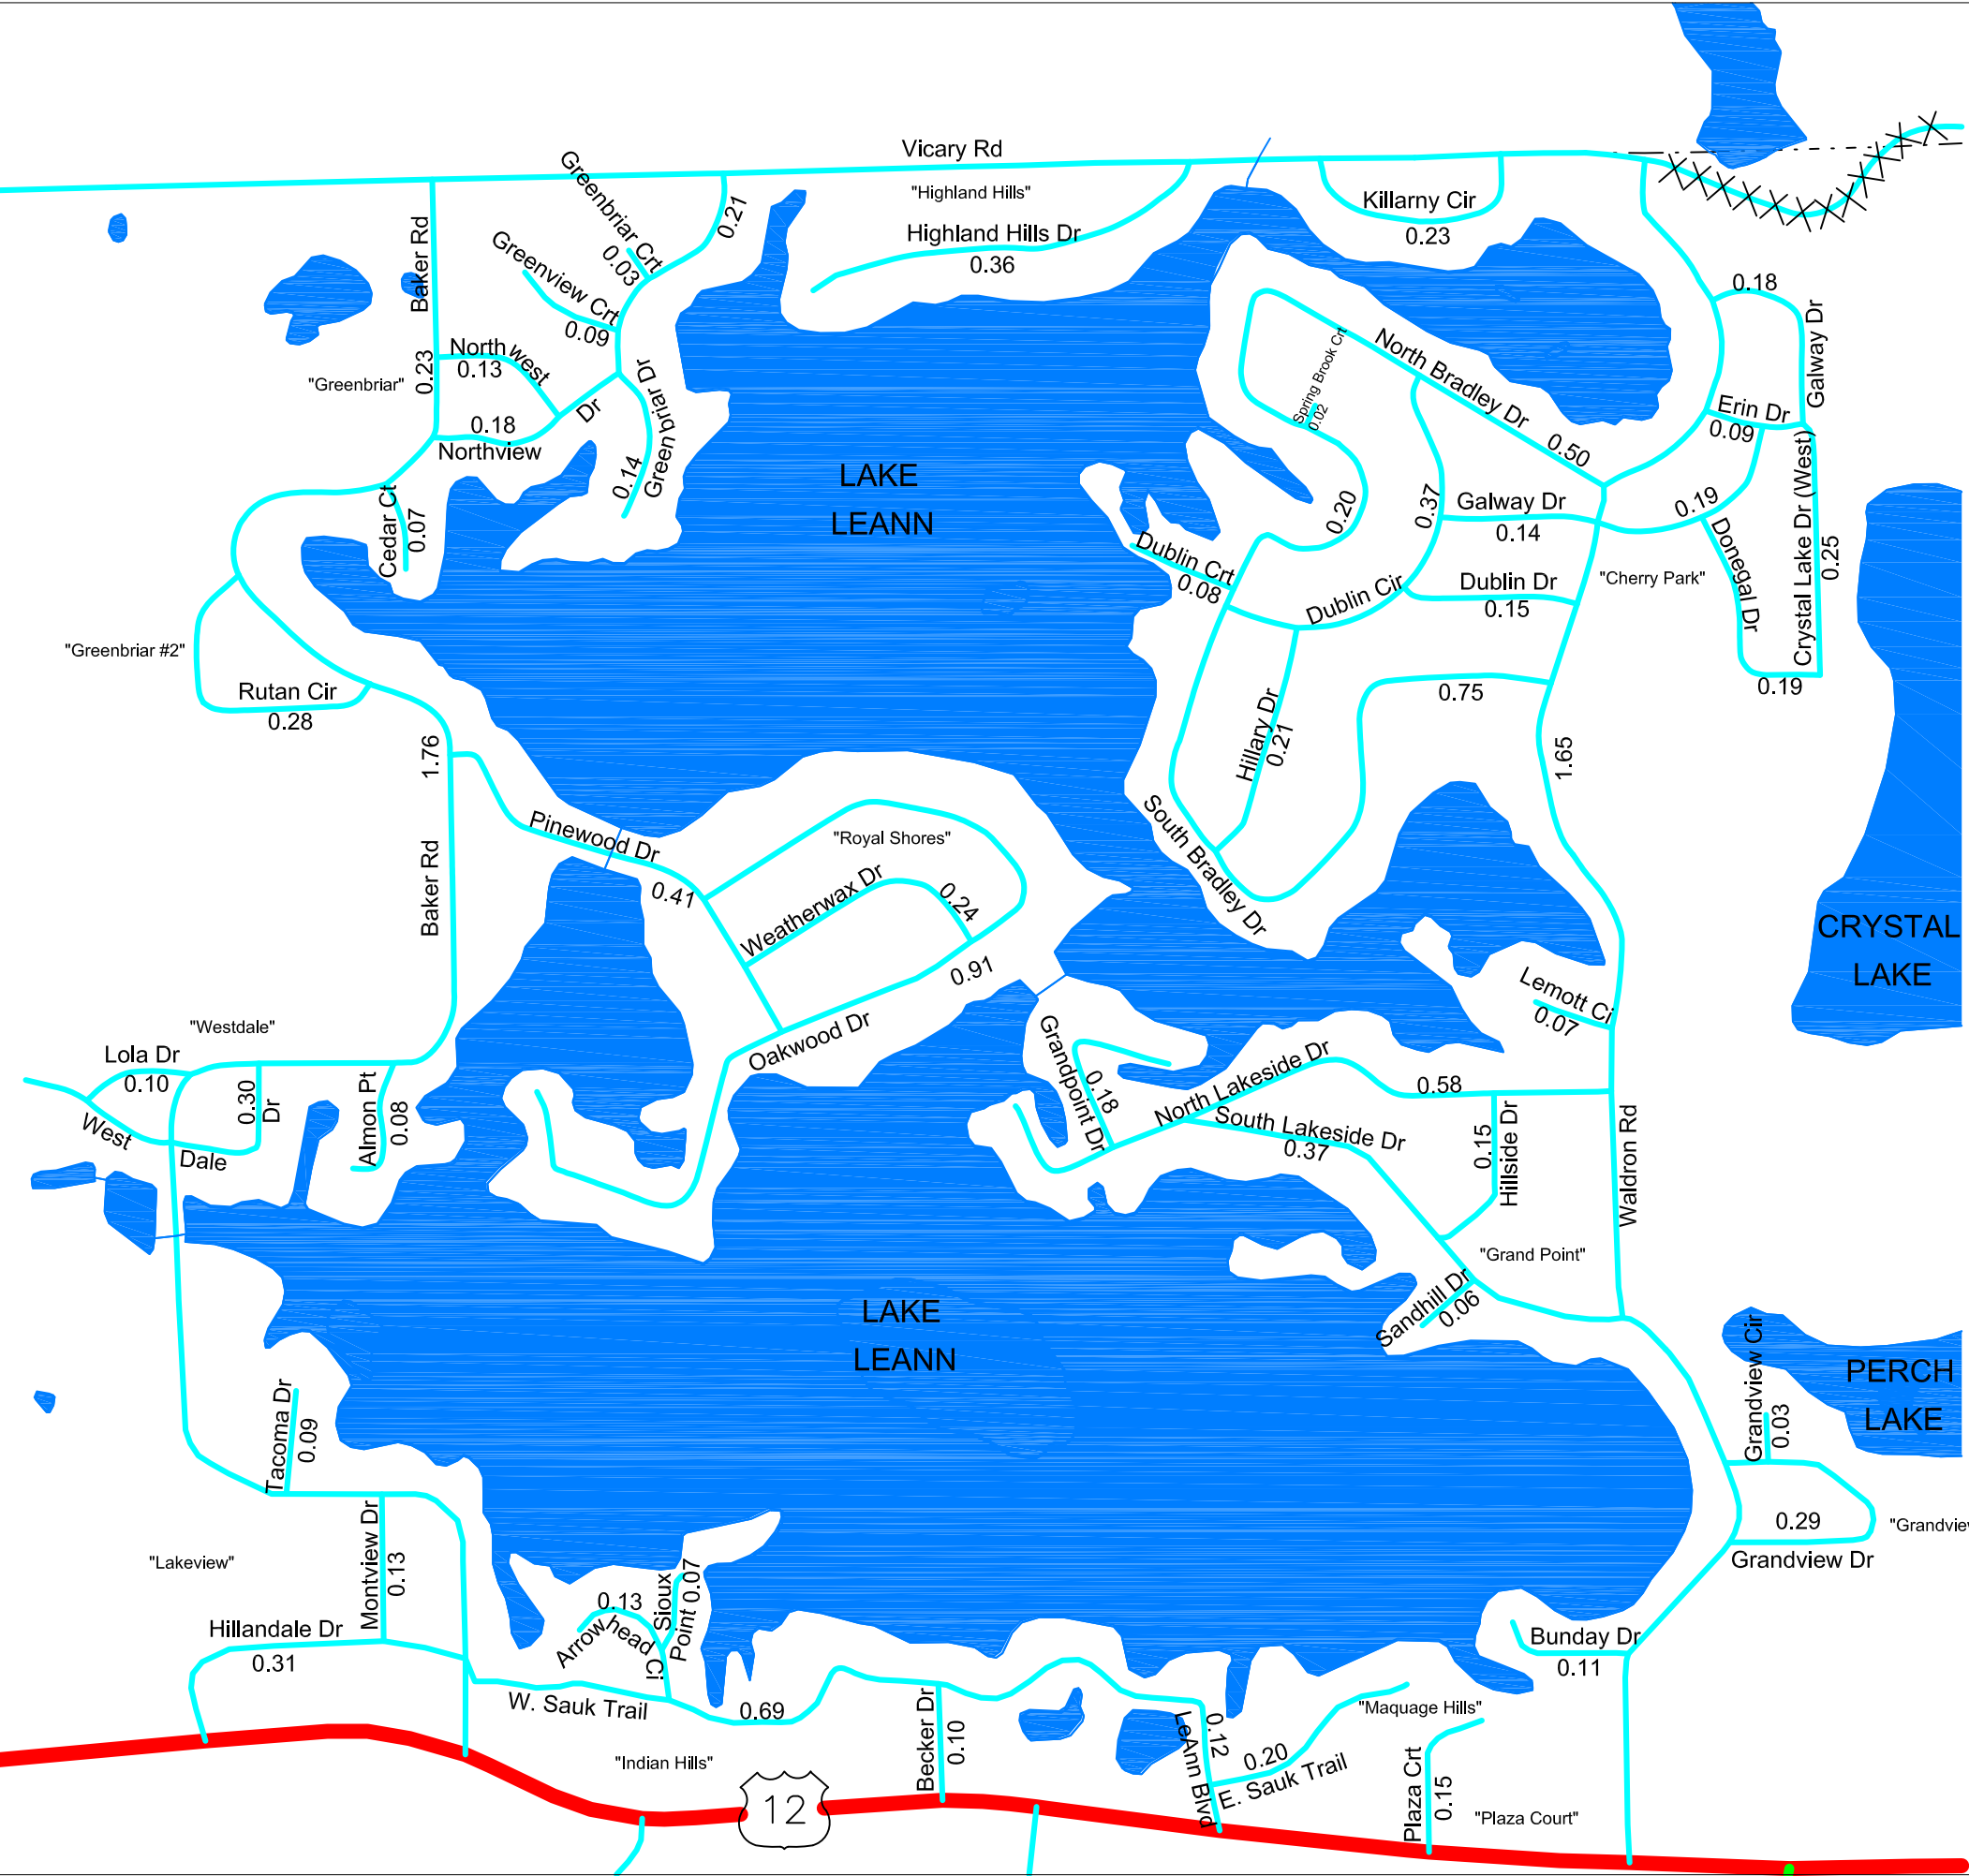 Vicary Rd
"Highland Hills"
Highland Hills Dr
0.36
Killarny Cir
0.23
Greenbriar Crt
0.03
0.21
Greenview Crt
0.09
Baker Rd
0.23
North west
0.13
"Greenbriar"
Dr
0.18
Northview
Greenbriar Dr
0.14
Cedar Ct
0.07
LAKE
LEANN
Spring Brook Crt
0.02
North Bradley Dr
0.50
0.20
0.37
0.18
Galway Dr
Erin Dr
0.09
0.19
Galway Dr
0.14
Dublin Crt
0.08
Dublin Cir
Dublin Dr
0.15
"Cherry Park"
Donegal Dr
Crystal Lake Dr (West)
0.25
0.19
"Greenbriar #2"
Rutan Cir
0.28
1.76
Baker Rd
Pinewood Dr
0.41
"Royal Shores"
Weatherwax Dr
0.24
0.91
Oakwood Dr
Hillary Dr
0.21
0.75
1.65
South Bradley Dr
CRYSTAL
LAKE
Lemott Ci
0.07
"Westdale"
Lola Dr
0.10
0.30
Dr
West
Dale
Almon Pt
0.08
Grandpoint Dr
0.18
North Lakeside Dr
0.58
South Lakeside Dr
0.37
0.15
Hillside Dr
Waldron Rd
"Grand Point"
Sandhill Dr
0.06
LAKE
LEANN
PERCH
LAKE
Grandview Cir
0.03
0.29
Grandview Dr
"Grandview
Tacoma Dr
0.09
"Lakeview"
Montview Dr
0.13
Hillandale Dr
0.31
0.13
Arrow head Ci
Sioux
Point 0.07
W. Sauk Trail
0.69
"Indian Hills"
Becker Dr
0.10
0.12
LeAnn Blvd
0.20
E. Sauk Trail
"Maquage Hills"
Bunday Dr
0.11
Plaza Crt
0.15
"Plaza Court"
12